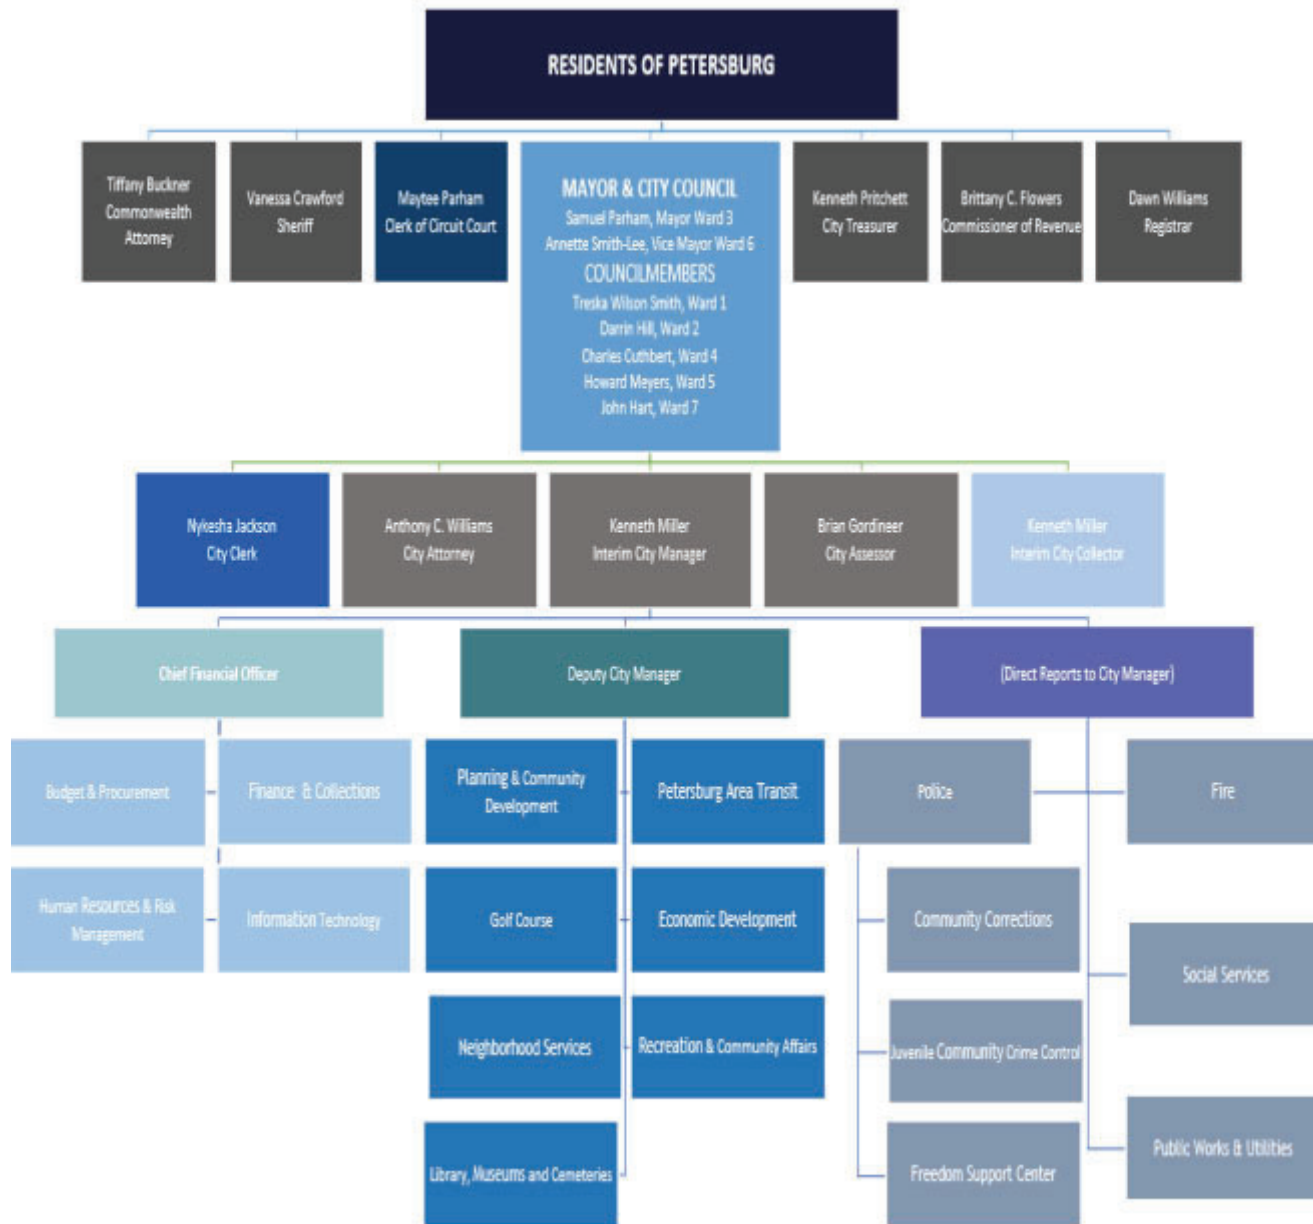 RESIDENTS OF PETERSBURG
Tiffany Buckner
Commonwealth
Attorney
Vanessa Crawford
Sheriff
Maytee Parham
Clerk of Circuit Court
MAYOR & CITY COUNCIL
Samuel Parham, Mayor Ward 3
Annette Smith-Lee, Vice Mayor Ward 6
COUNCILMEMBERS
Treska Wilson Smith, Ward 1
Darrin Hill, Ward 2
Charles Cuthbert, Ward 4
Howard Meyers, Ward 5
John Hart, Ward 7
Kenneth Pritchett
City Treasurer
Brittany C. Flowers
Commissioner of Revenue
Dawn Williams
Registrar
Nykesha Jackson
City Clerk
Anthony C. Williams
City Attorney
Kenneth Miller
Interim City Manager
Brian Gordineer
City Assessor
Kenneth Miller
Interim City Collector
Chief Financial Officer
Deputy City Manager
(Direct Reports to City Manager)
Budget & Procurement
Finance & Collections
Planning & Community
Development
Petersburg Area Transit
Police
Fire
Human Resources & Risk
Management
Information Technology
Golf Course
Economic Development
Community Corrections
Social Services
Neighborhood Services
Recreation & Community Affairs
Juvenile Community Crime Control
Public Works & Utilities
Library, Museums and Cemeteries
Freedom Support Center